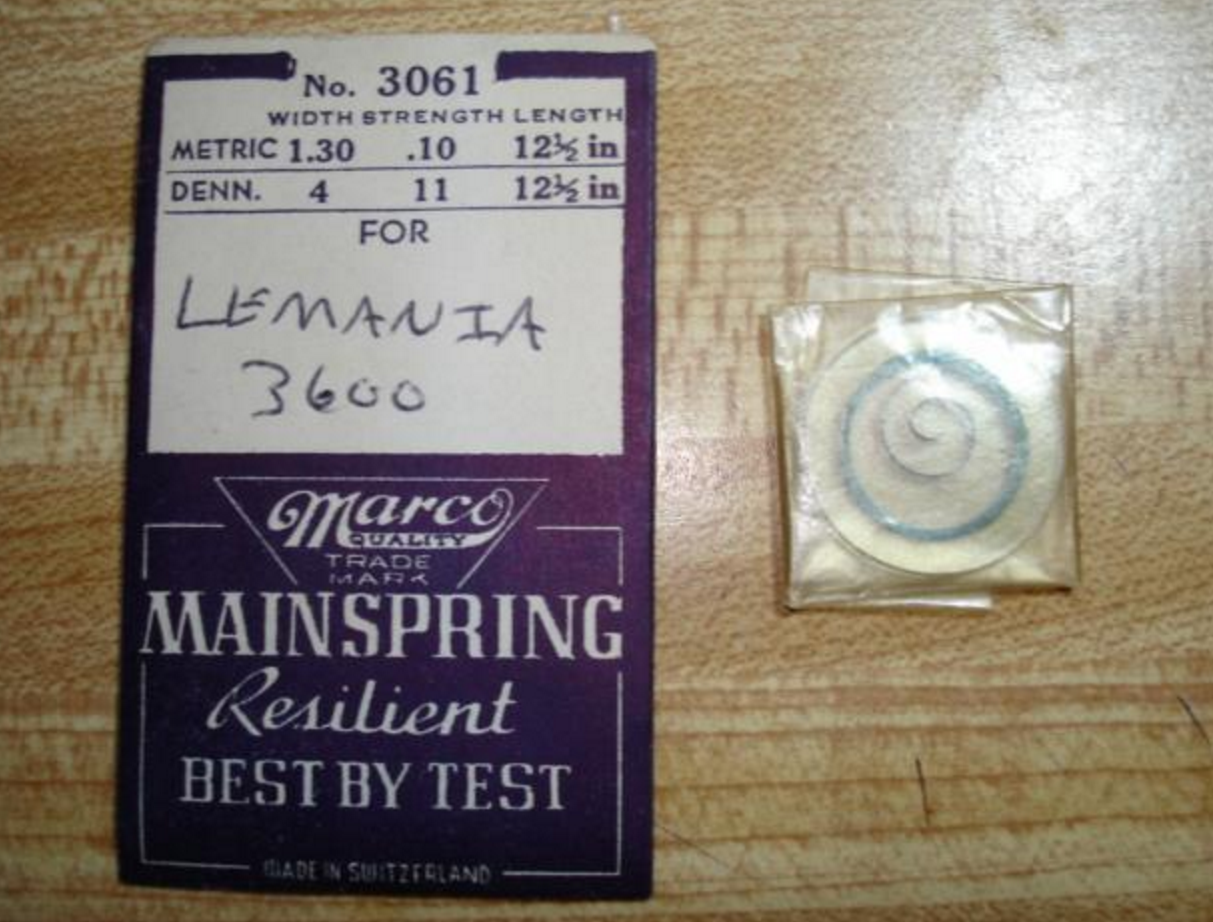 No. 3061
WIDTH STRENGTH LENGTH
METRIC 1.30 .10 12½ in
DENN. 4 11 12½ in
FOR
LEMANIA
3600
Marco
QUALITY
TRADE
MARK
MAINSPRING
Resilient
BEST BY TEST
MADE IN SWITZERLAND